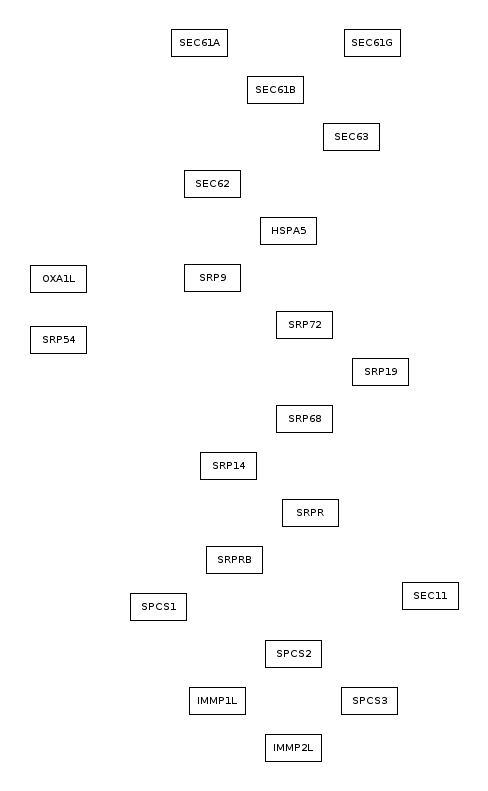 SEC61A
SEC61G
SEC61B
SEC63
SEC62
HSPA5
OXA1L
SRP9
SRP72
SRP54
SRP19
SRP68
SRP14
SRPR
SRPRB
SEC11
SPCS1
SPCS2
IMMP1L
SPCS3
IMMP2L